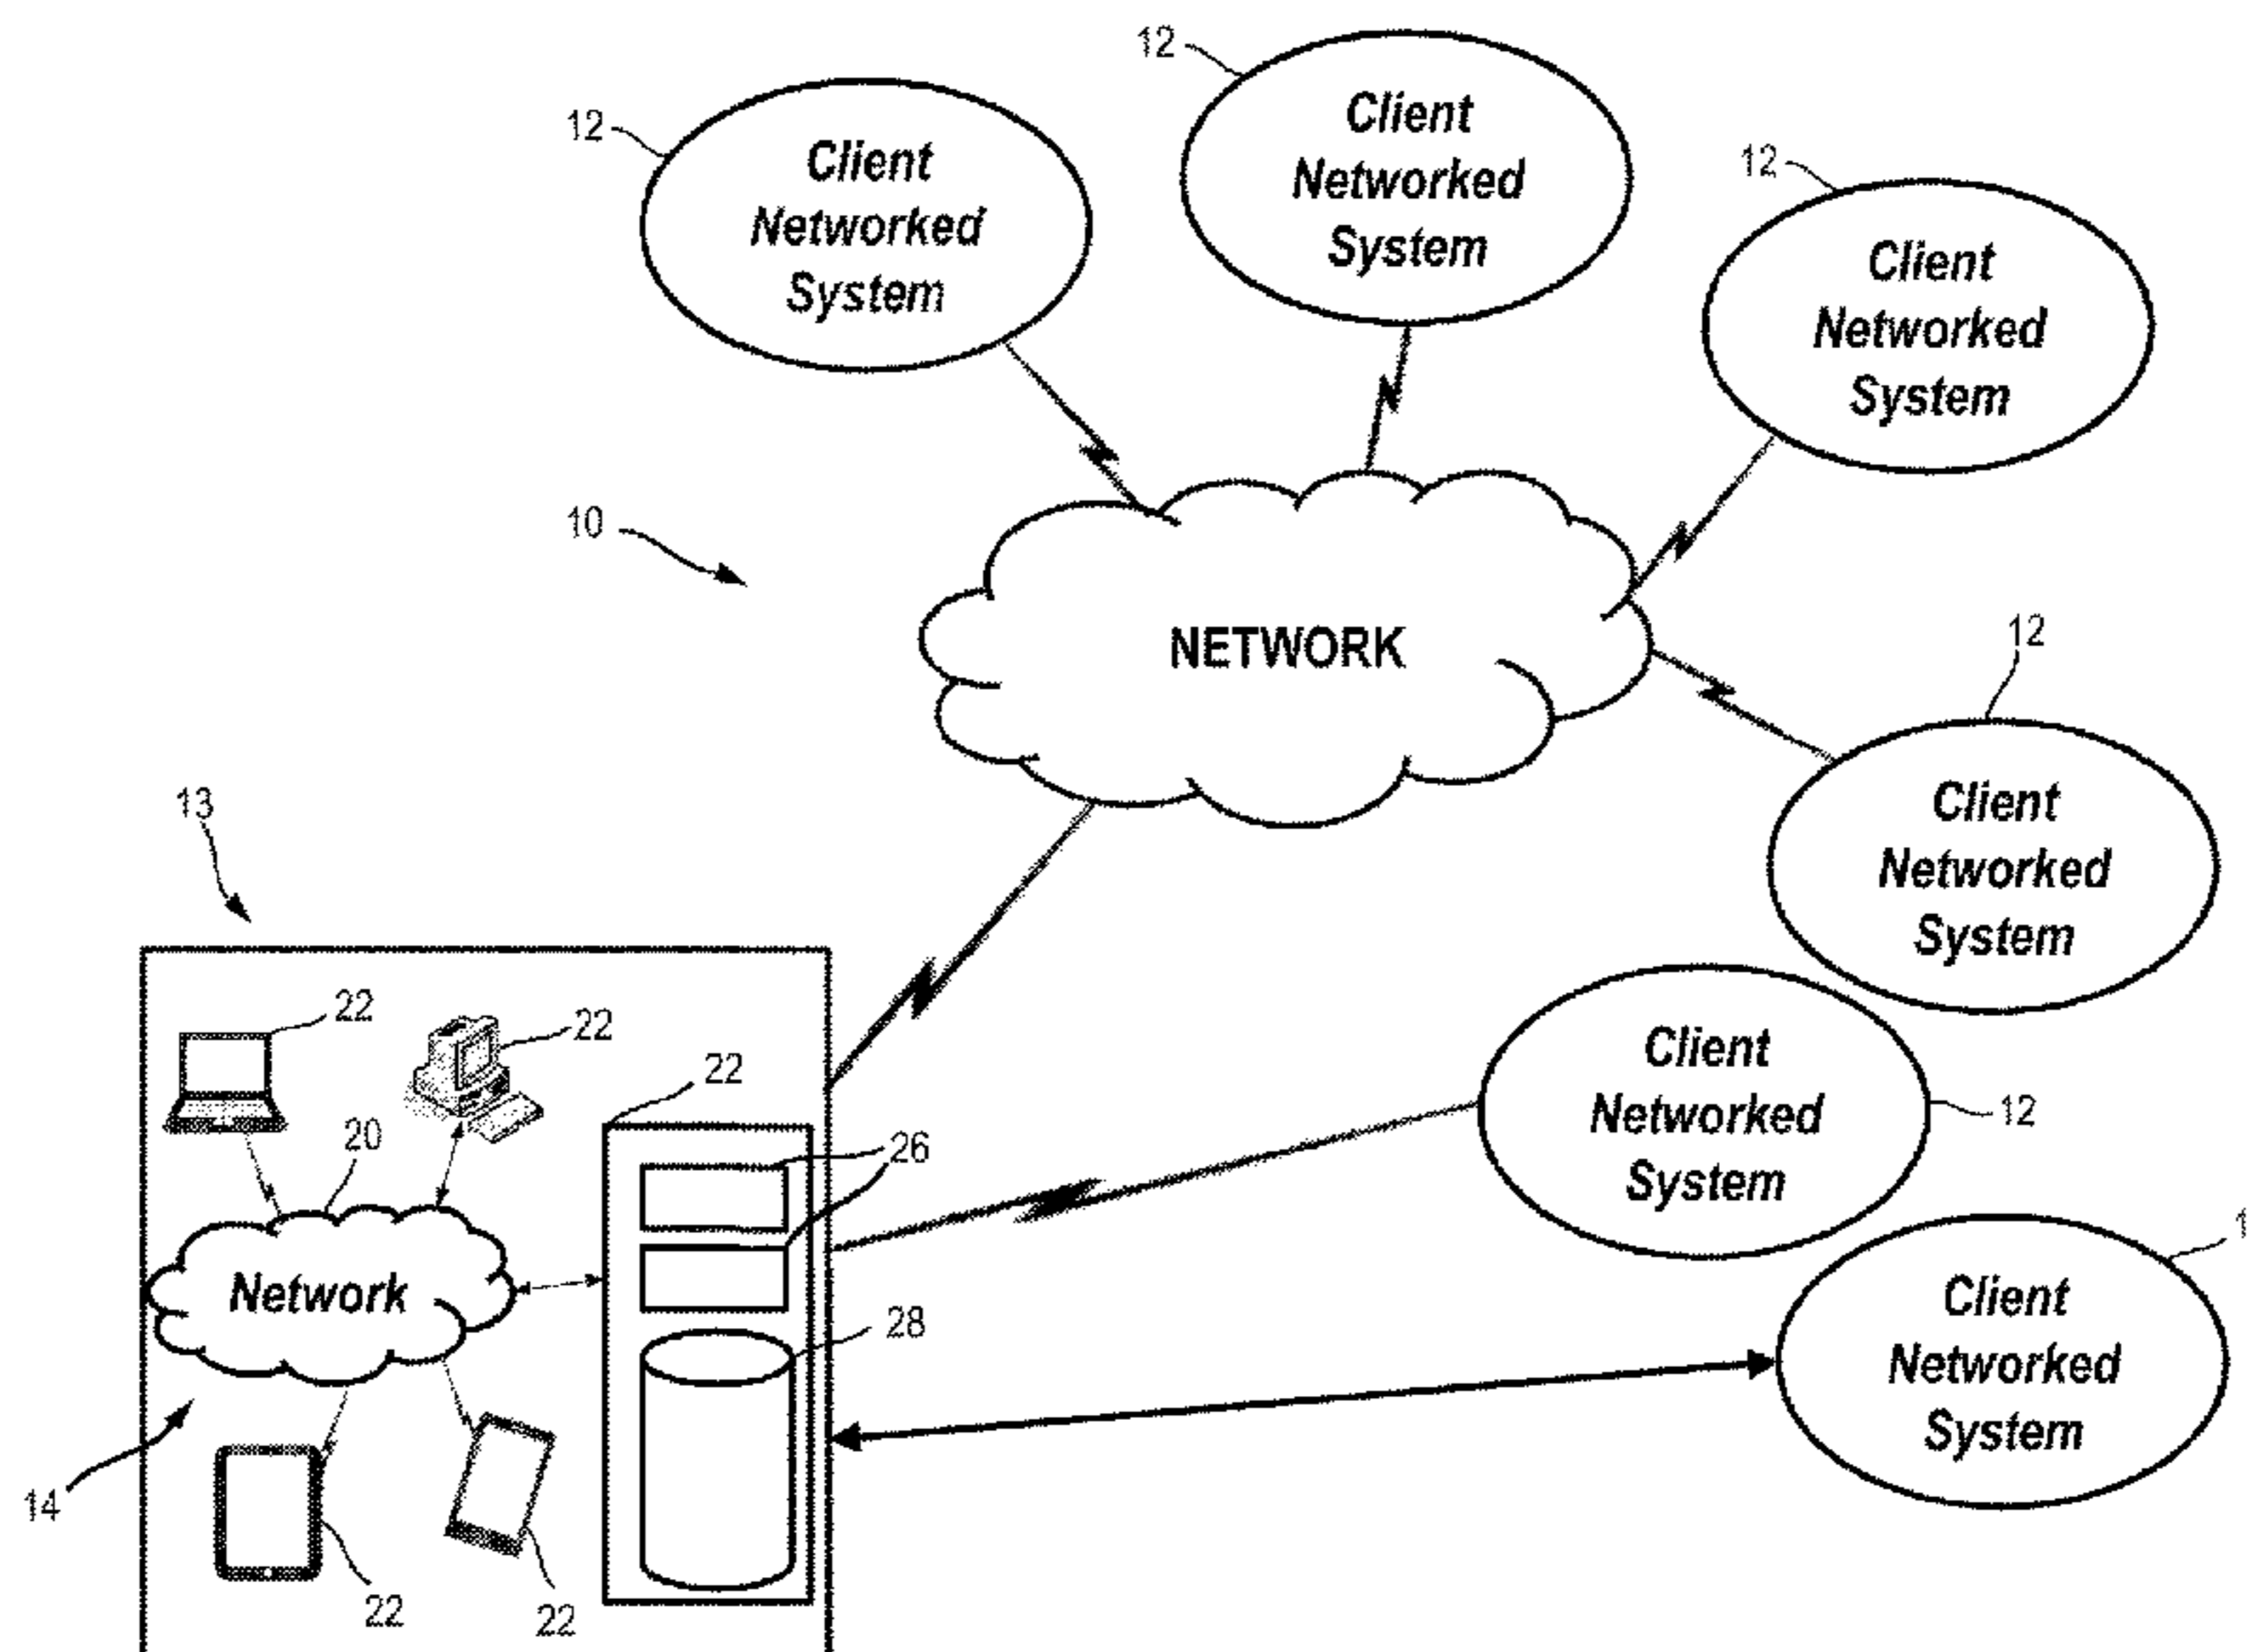 12
Client
Networked
System
12
Client
Networked
System
12
Client
Networked
System
10
NETWORK
12
Client
Networked
System
13
22
22
22
20
26
Client
Networked
System
12
Network
28
Client
Networked
System
14
22
22